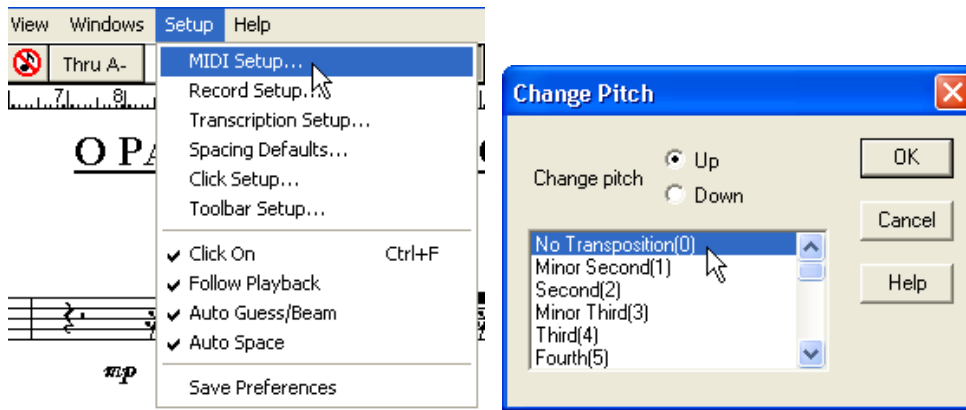 View Windows Setup Help
Thru A-
7 8
O PA
mp
MIDI Setup...
Record Setup...
Transcription Setup...
Spacing Defaults...
Click Setup...
Toolbar Setup...
Click On Ctrl+F
Follow Playback
Auto Guess/Beam
Auto Space
Save Preferences
Change Pitch
Change pitch
Up
Down
No Transposition(0)
Minor Second(1)
Second(2)
Minor Third(3)
Third(4)
Fourth(5)
OK
Cancel
Help